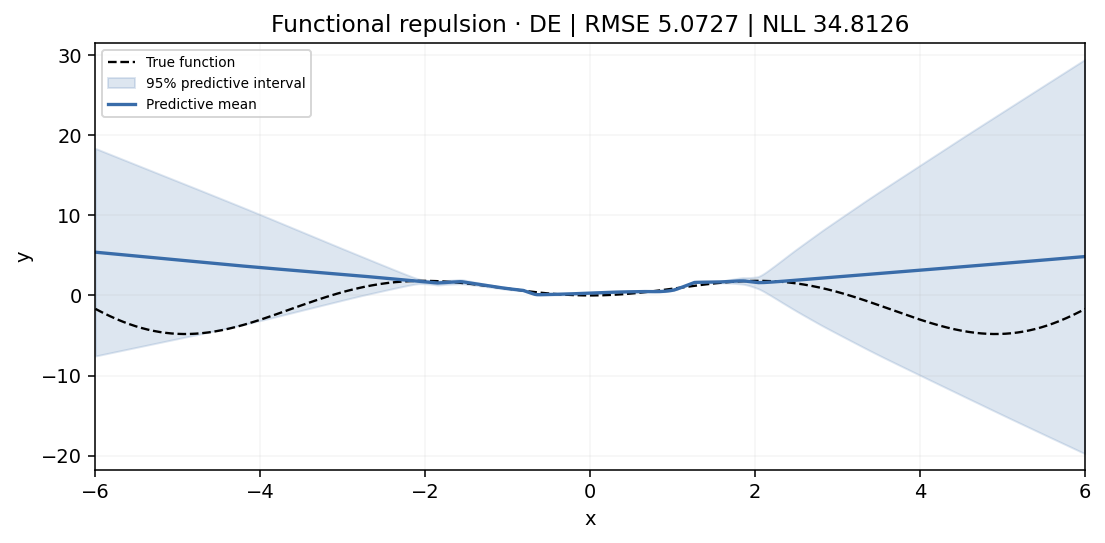 Functional repulsion · DE | RMSE 5.0727 | NLL 34.8126
True function
95% predictive interval
Predictive mean
30
20
10
0
−10
−20
y
−6
−4
−2
0
2
4
6
x